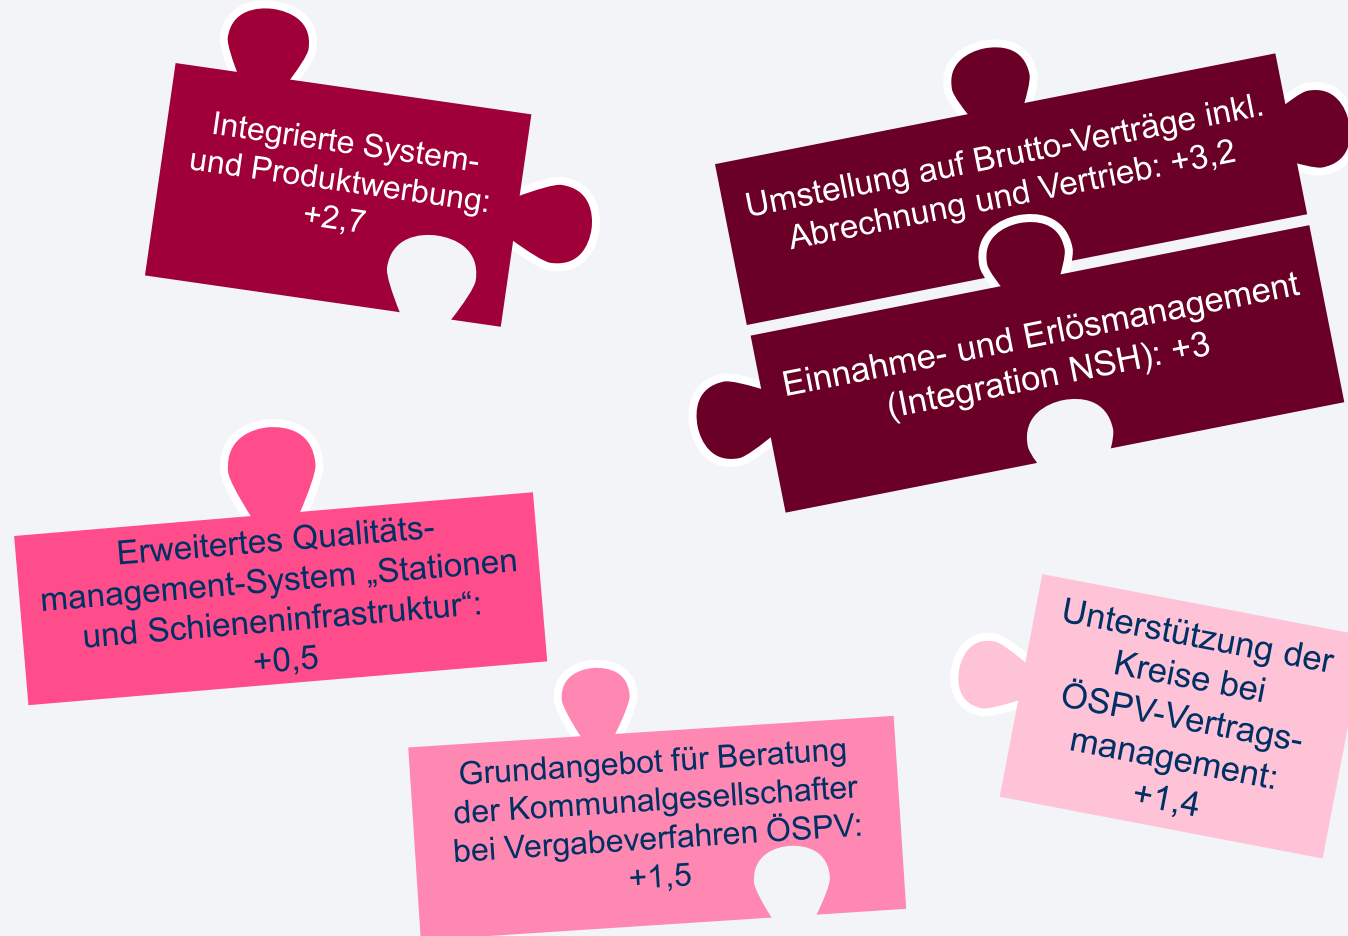 Integrierte System-
und Produktwerbung:
+2,7
Umstellung auf Brutto-Verträge inkl.
Abrechnung und Vertrieb: +3,2
Einnahme- und Erlösmanagement
(Integration NSH): +3
Erweitertes Qualitäts-
management-System „Stationen
und Schieneninfrastruktur“:
+0,5
Grundangebot für Beratung
der Kommunalgesellschafter
bei Vergabeverfahren ÖSPV:
+1,5
Unterstützung der
Kreise bei
ÖSPV-Vertrags-
management:
+1,4